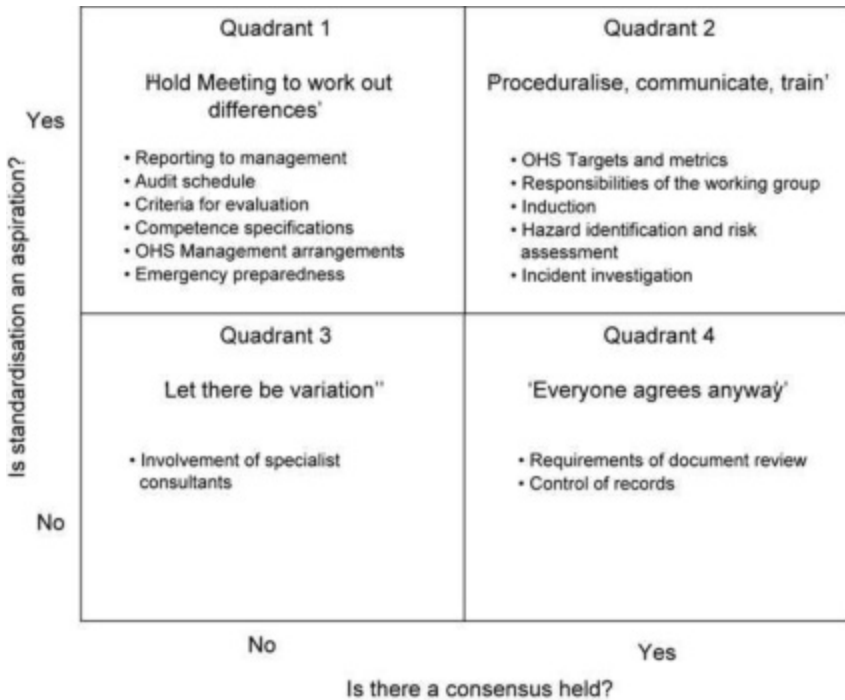 Quadrant 1
'Hold Meeting to work out
differences'
• Reporting to management
• Audit schedule
• Criteria for evaluation
• Competence specifications
• OHS Management arrangements
• Emergency preparedness
Quadrant 2
'Proceduralise, communicate, train'
• OHS Targets and metrics
• Responsibilities of the working group
• Induction
• Hazard identification and risk
assessment
• Incident investigation
Quadrant 3
Let there be variation''
• Involvement of specialist
consultants
Quadrant 4
'Everyone agrees anyway'
• Requirements of document review
• Control of records
Is standardisation an aspiration?
Yes
No
No
Yes
Is there a consensus held?